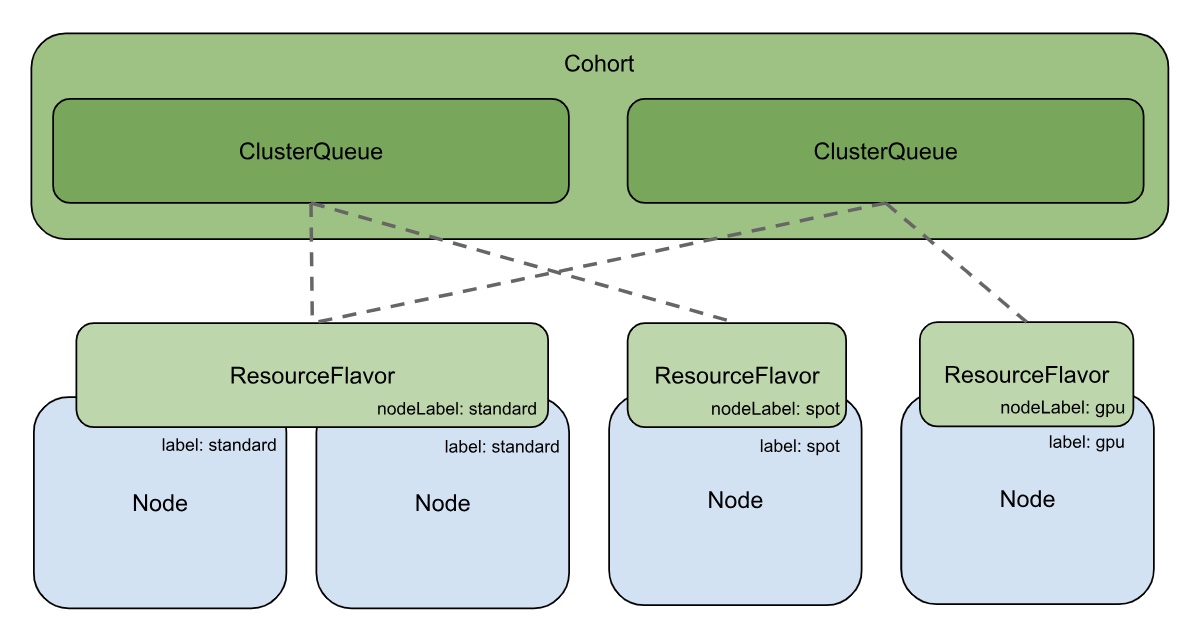 Cohort
ClusterQueue
ClusterQueue
ResourceFlavor
nodeLabel: standard
ResourceFlavor
nodeLabel: spot
ResourceFlavor
nodeLabel: gpu
label: standard
Node
label: standard
Node
label: spot
Node
label: gpu
Node